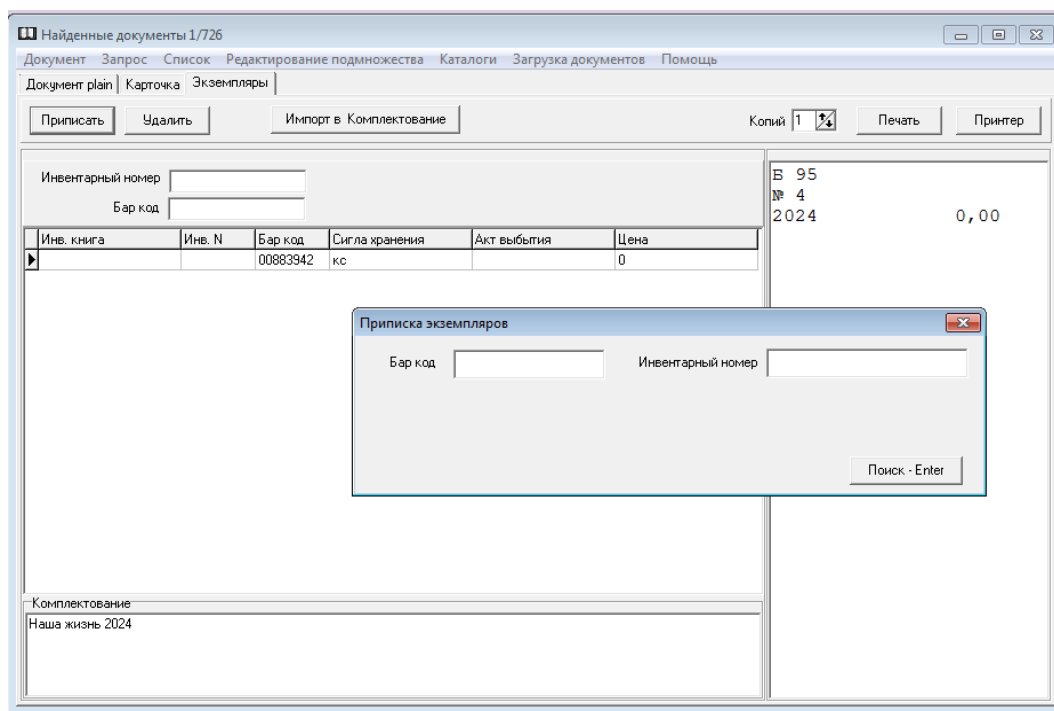 Найденные документы 1/726
Документ Запрос Список Редактирование подмножества Каталоги Загрузка документов Помощь
Документ plain Карточка Экземпляры
Приписать Удалить Импорт в Комплектование Копий 1 Печать Принтер
Инвентарный номер
Бар код
Б 95
№ 4
2024 0,00
Инв. книга Инв. N Бар код Сигла хранения Акт выбытия Цена
00883942 кс 0
Приписка экземпляров
Бар код Инвентарный номер
Поиск - Enter
Комплектование
Наша жизнь 2024